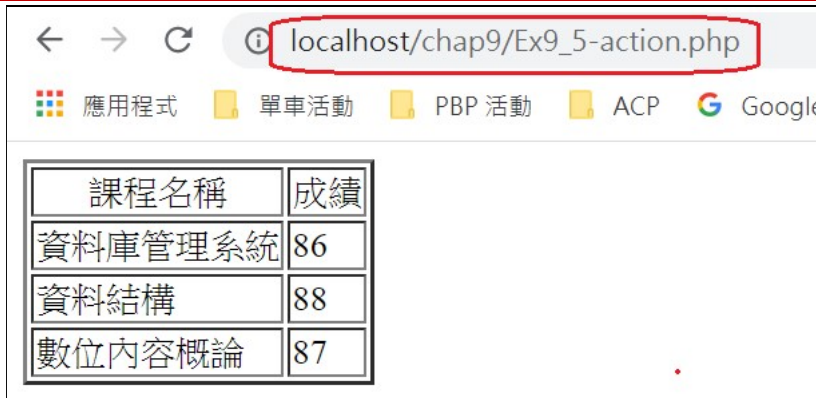 localhost/chap9/Ex9_5-action.php
應用程式 單車活動 PBP 活動 ACP G Google
課程名稱 成績
資料庫管理系統 86
資料結構 88
數位內容概論 87